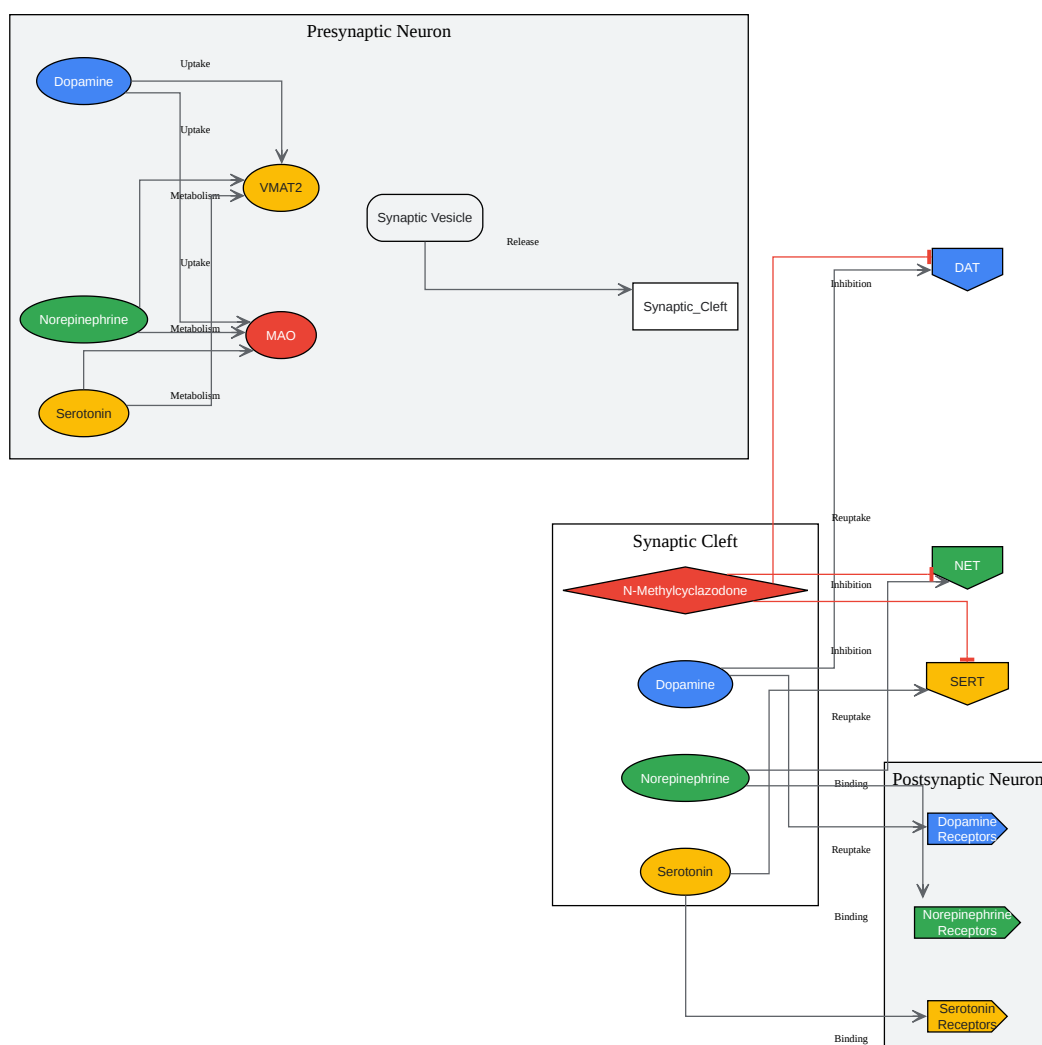 Presynaptic Neuron
Uptake
Dopamine
Uptake
VMAT2
Metabolism
Synaptic Vesicle
Release
Uptake
DAT
Inhibition
Synaptic_Cleft
Norepinephrine
Metabolism
MAO
Metabolism
Serotonin
Reuptake
Synaptic Cleft
NET
Inhibition
N-Methylcyclazodone
Inhibition
Dopamine
SERT
Reuptake
Norepinephrine
Binding
Postsynaptic Neuron
Dopamine
Receptors
Reuptake
Serotonin
Binding
Norepinephrine
Receptors
Serotonin
Receptors
Binding